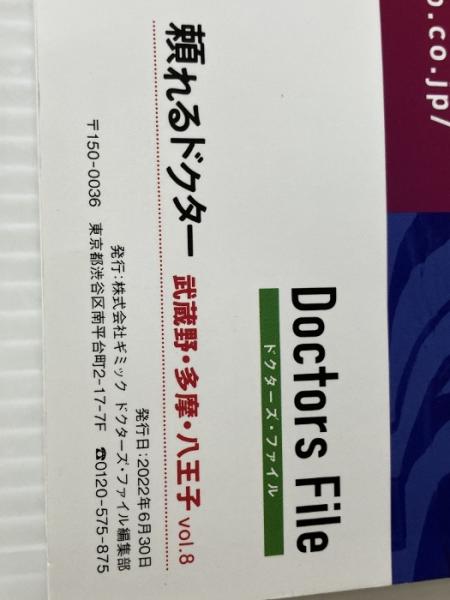 o.co.jp/
Doctors File
ドクターズ・ファイル
頼れるドクター 武蔵野・多摩・八王子 vol.8
発行日:2022年6月30日
発行:株式会社ギミック ドクターズ・ファイル編集部
〒150-0036 東京都渋谷区南平台町2-17-7F ☎0120-575-875